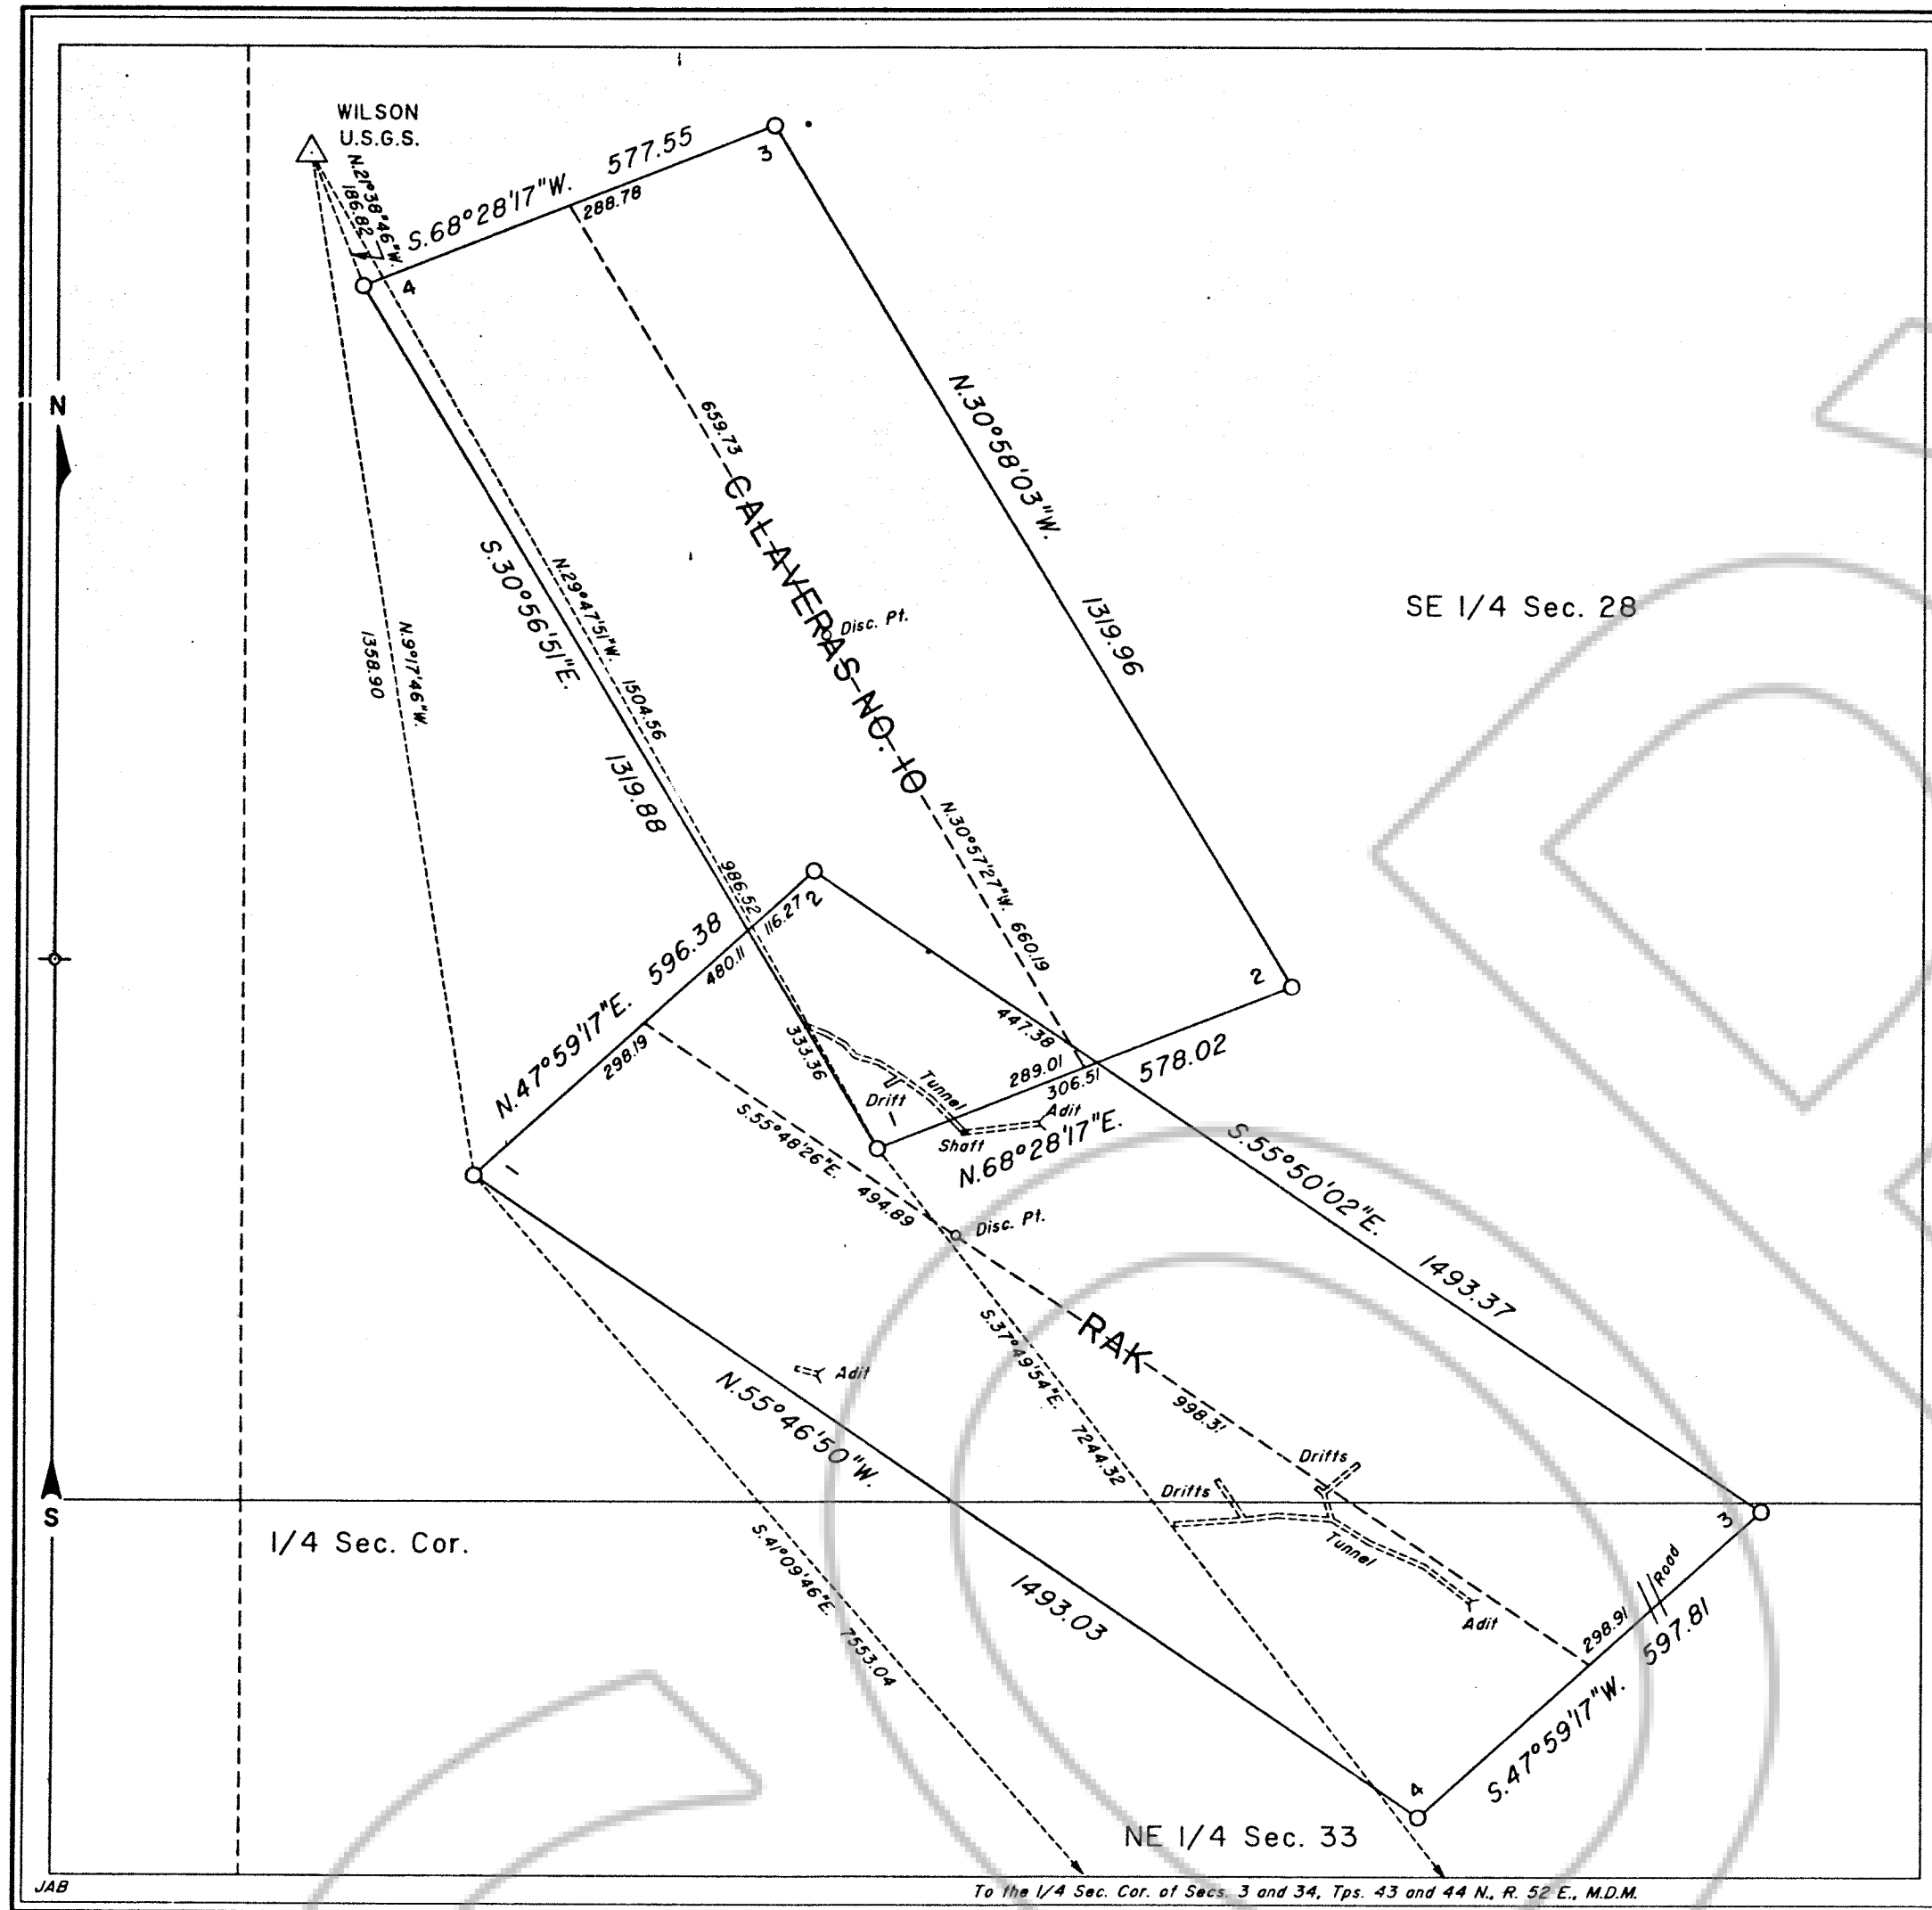 WILSON
U.S.G.S.
N.21°38'46"W.
186.82
S.68°28'17"W. 577.55
288.78
3
4
N
659.73
CALAVERAS NO. 10
N.30°58'03"W.
1319.96
SE 1/4 Sec. 28
Disc. Pt.
S.30°56'51"E.
1319.88
N.29°47'51"W. 1504.56
N.9°17'46"W.
1358.90
N.30°57'27"W. 660.19
986.52
116.27
2
2
N.47°59'17"E. 596.38
480.11
298.19
333.36
447.38
289.01
306.51
578.02
N.68°28'17"E.
Tunnel
Drift
Shaft
Adit
S.55°48'26"E. 494.89
Disc. Pt.
S.55°50'02"E. 1493.37
RAK
998.31
S.37°49'54"E. 7244.32
Adit
N.55°46'50"W.
1493.03
Drifts
Drifts
Tunnel
Adit
Road
3
298.91
597.81
S.47°59'17"W.
4
S
1/4 Sec. Cor.
S.41°09'46"E. 7553.04
NE 1/4 Sec. 33
JAB
To the 1/4 Sec. Cor. of Secs. 3 and 34, Tps. 43 and 44 N., R. 52 E., M.D.M.